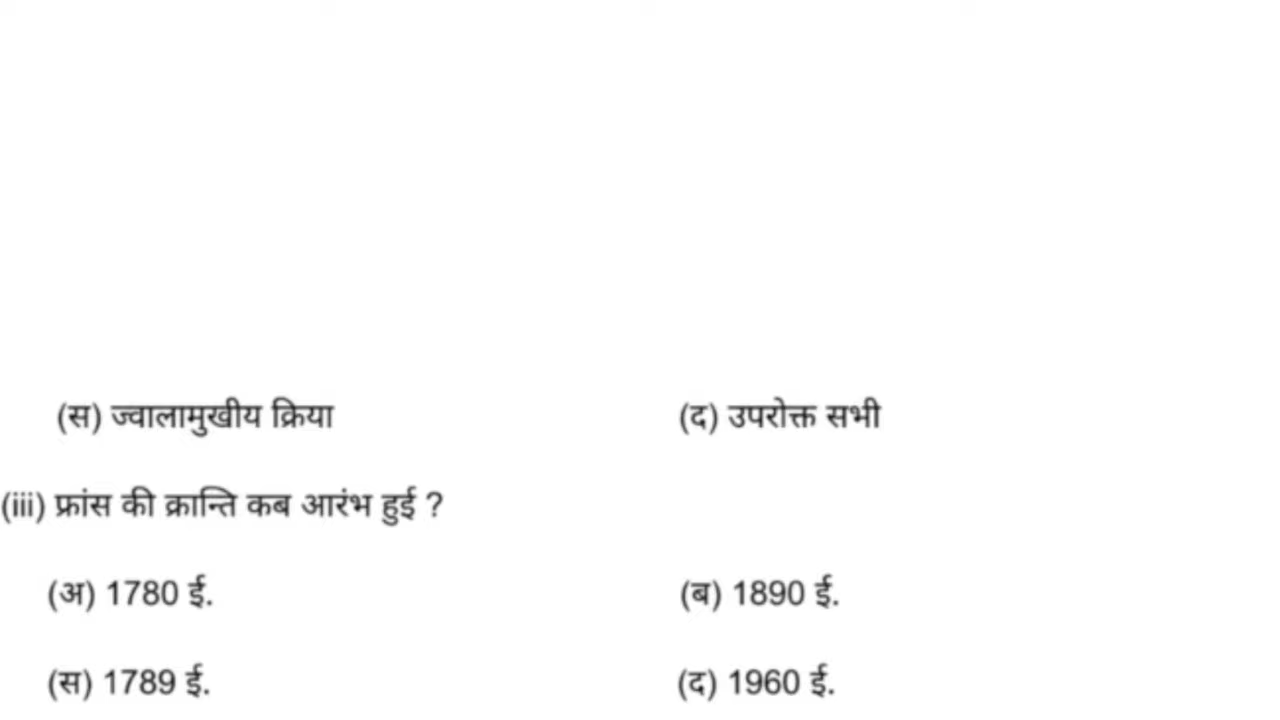 (स) ज्वालामुखीय क्रिया (द) उपरोक्त सभी
(iii) फ्रांस की क्रान्ति कब आरंभ हुई ?
(अ) 1780 ई. (ब) 1890 ई.
(स) 1789 ई. (द) 1960 ई.